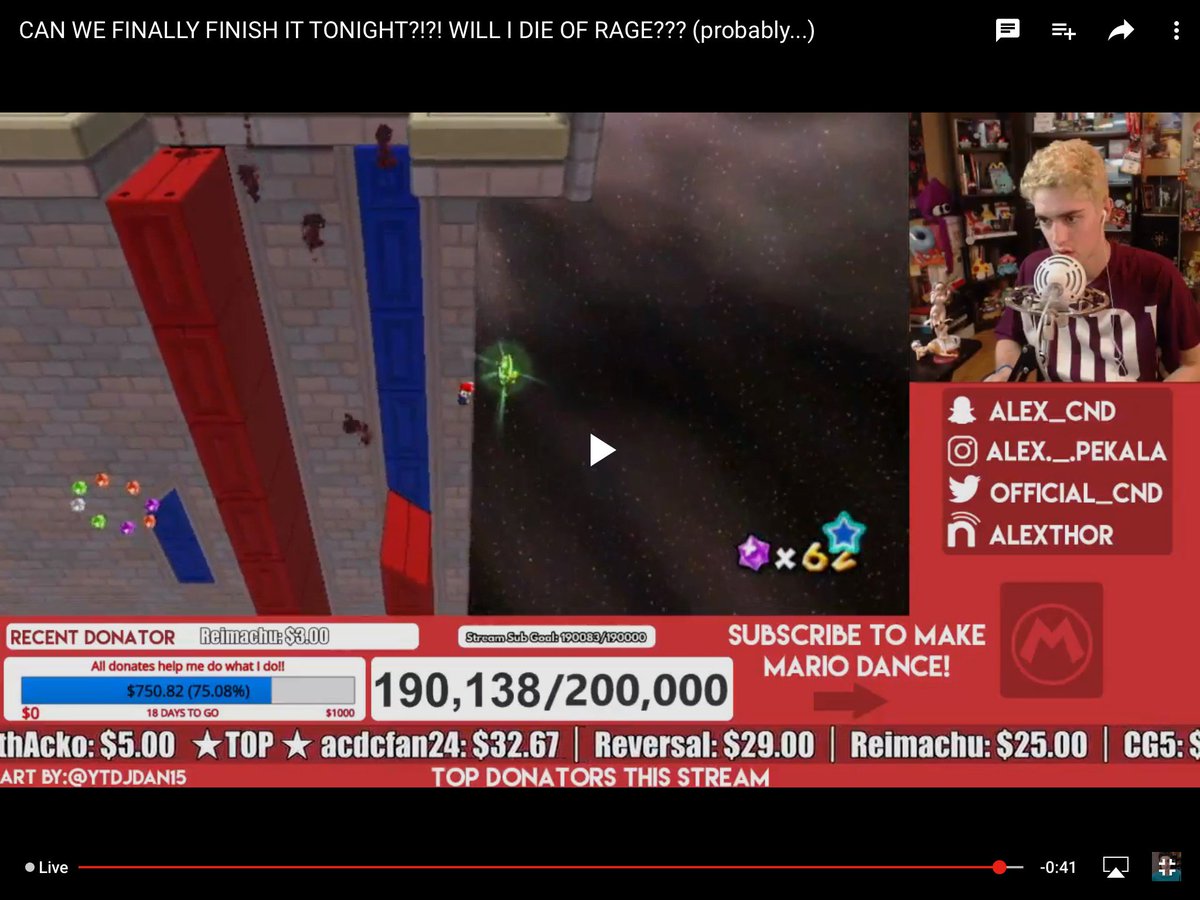 CAN WE FINALLY FINISH IT TONIGHT?!?! WILL I DIE OF RAGE??? (probably...)
ALEX_CND
ALEX._.PEKALA
OFFICIAL_CND
ALEXTHOR
x62
RECENT DONATOR Reimachu: $3.00
Stream Sub Goal: 190083/190000
SUBSCRIBE TO MAKE
MARIO DANCE!
M
All donates help me do what I do!!
$750.82 (75.08%)
$0 18 DAYS TO GO $1000
190,138/200,000
thAcko: $5.00 ★TOP ★ acdcfan24: $32.67 | Reversal: $29.00 | Reimachu: $25.00 | CG5: $
ART BY:@YTDJDAN15
TOP DONATORS THIS STREAM
Live
-0:41